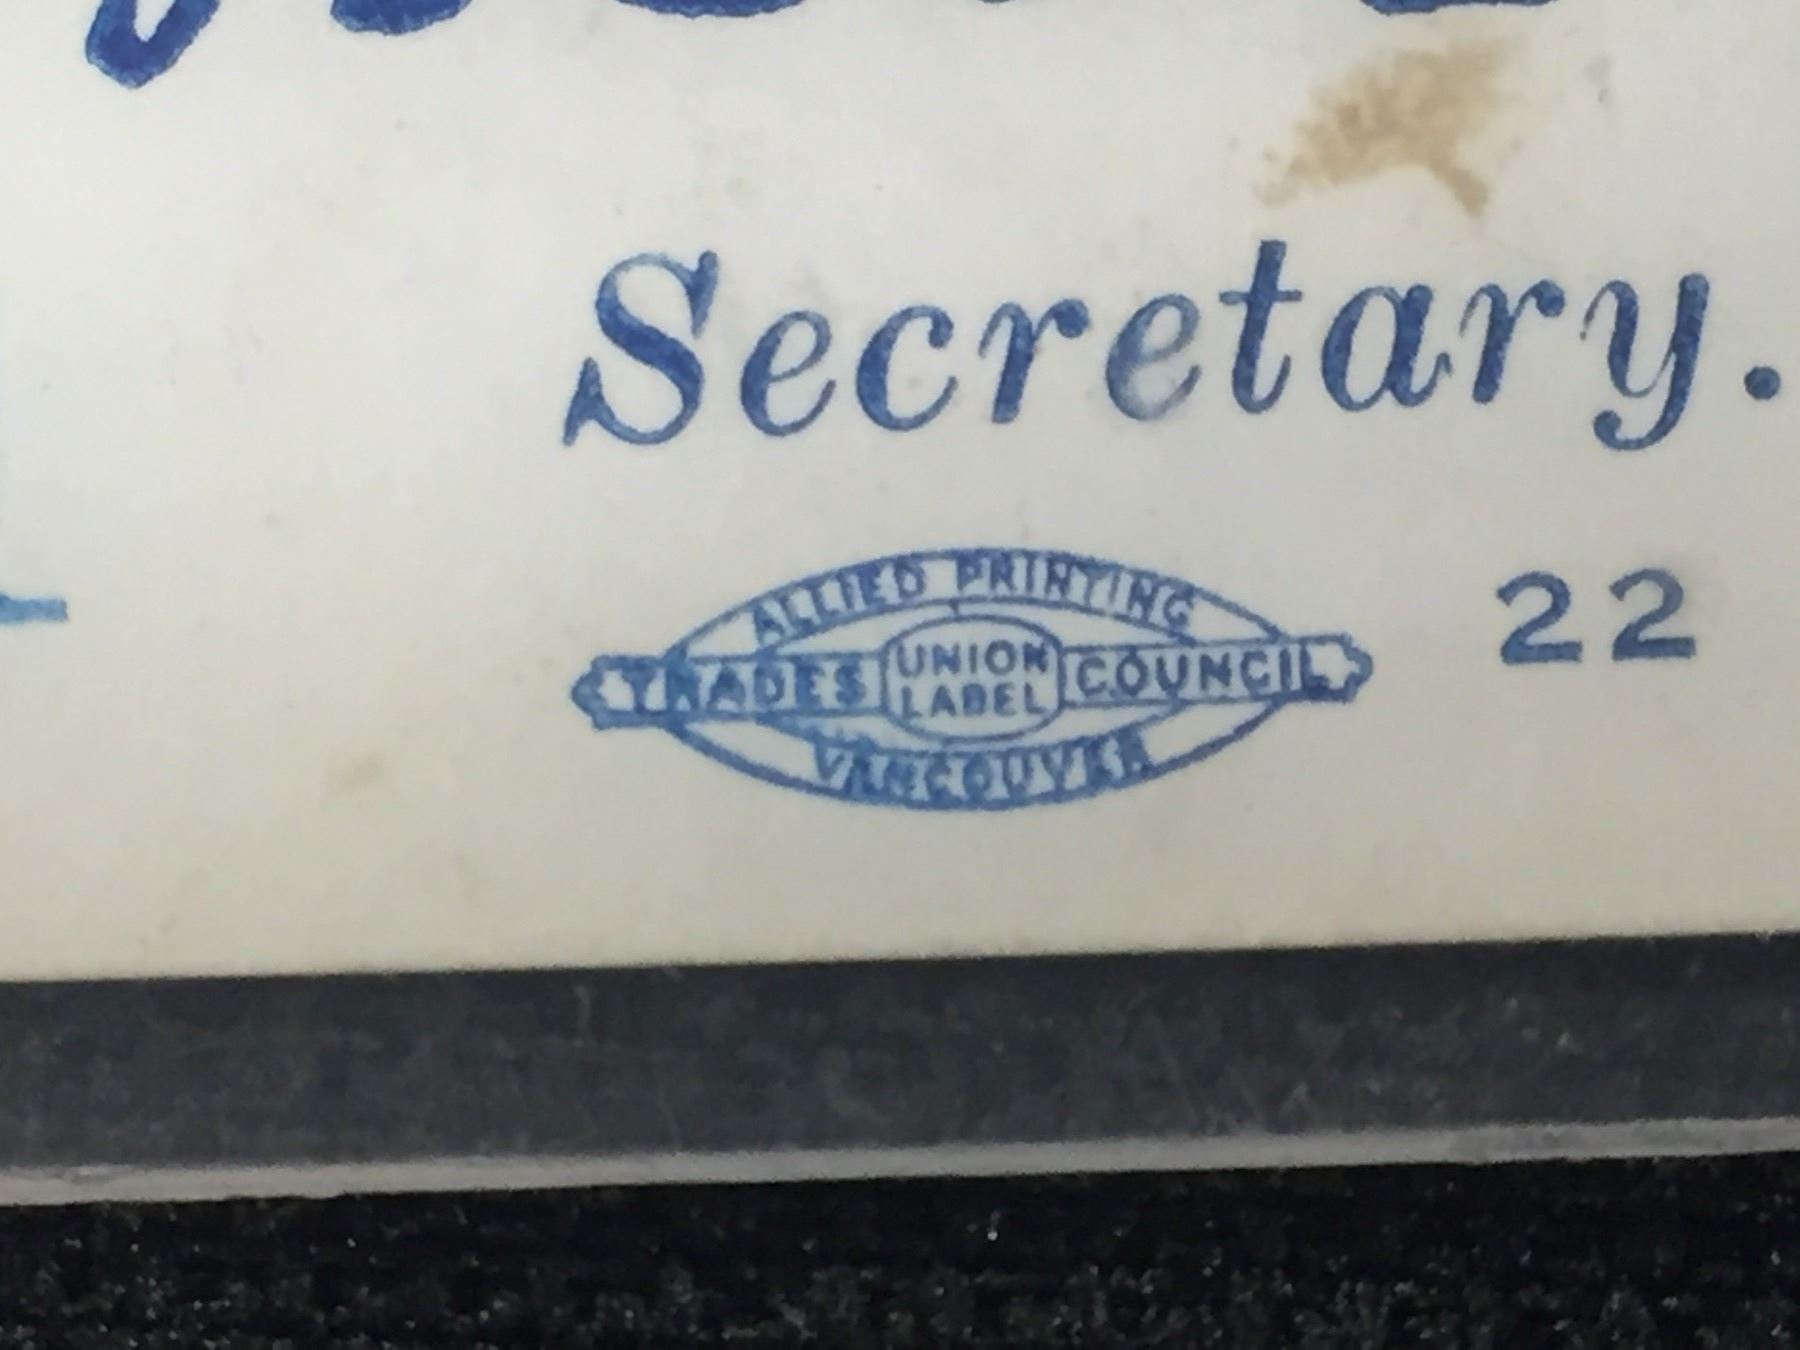 Secretary.
ALLIED PRINTING
TRADES UNION LABEL COUNCIL
VANCOUVER
22